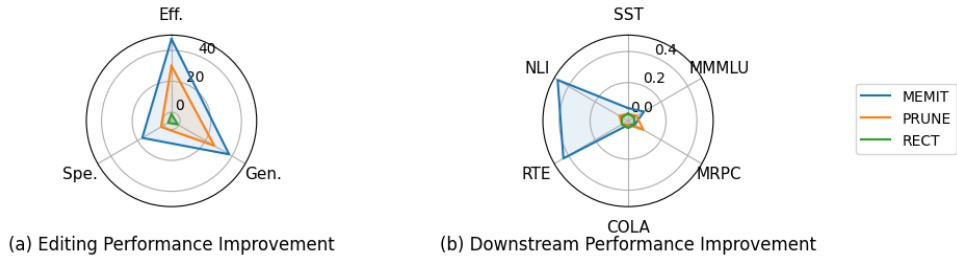 Eff.
40
20
0
Spe.
Gen.
(a) Editing Performance Improvement
SST
0.4
NLI
MMMLU
0.2
0.0
RTE
MRPC
COLA
(b) Downstream Performance Improvement
MEMIT
PRUNE
RECT